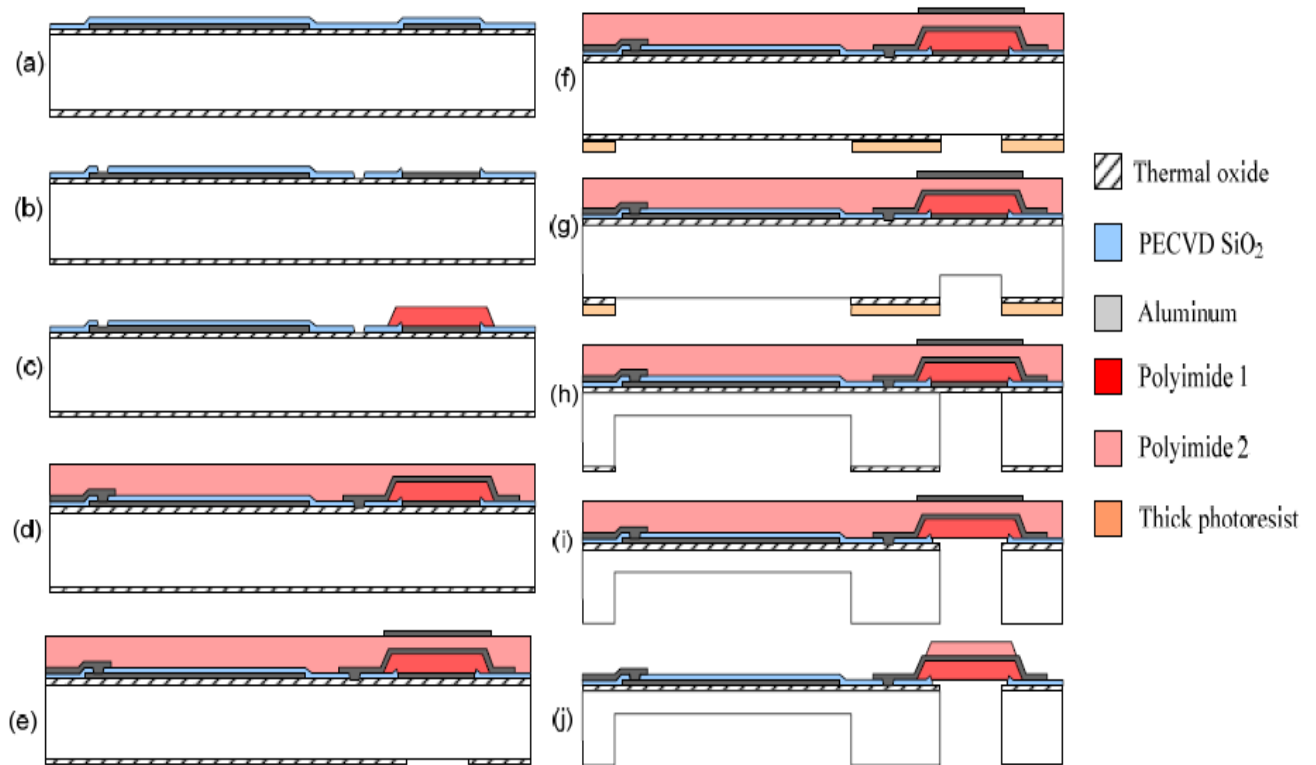 (a)
(b)
(c)
(d)
(e)
(f)
(g)
(h)
(i)
(j)
Thermal oxide
PECVD SiO₂
Aluminum
Polyimide 1
Polyimide 2
Thick photoresist